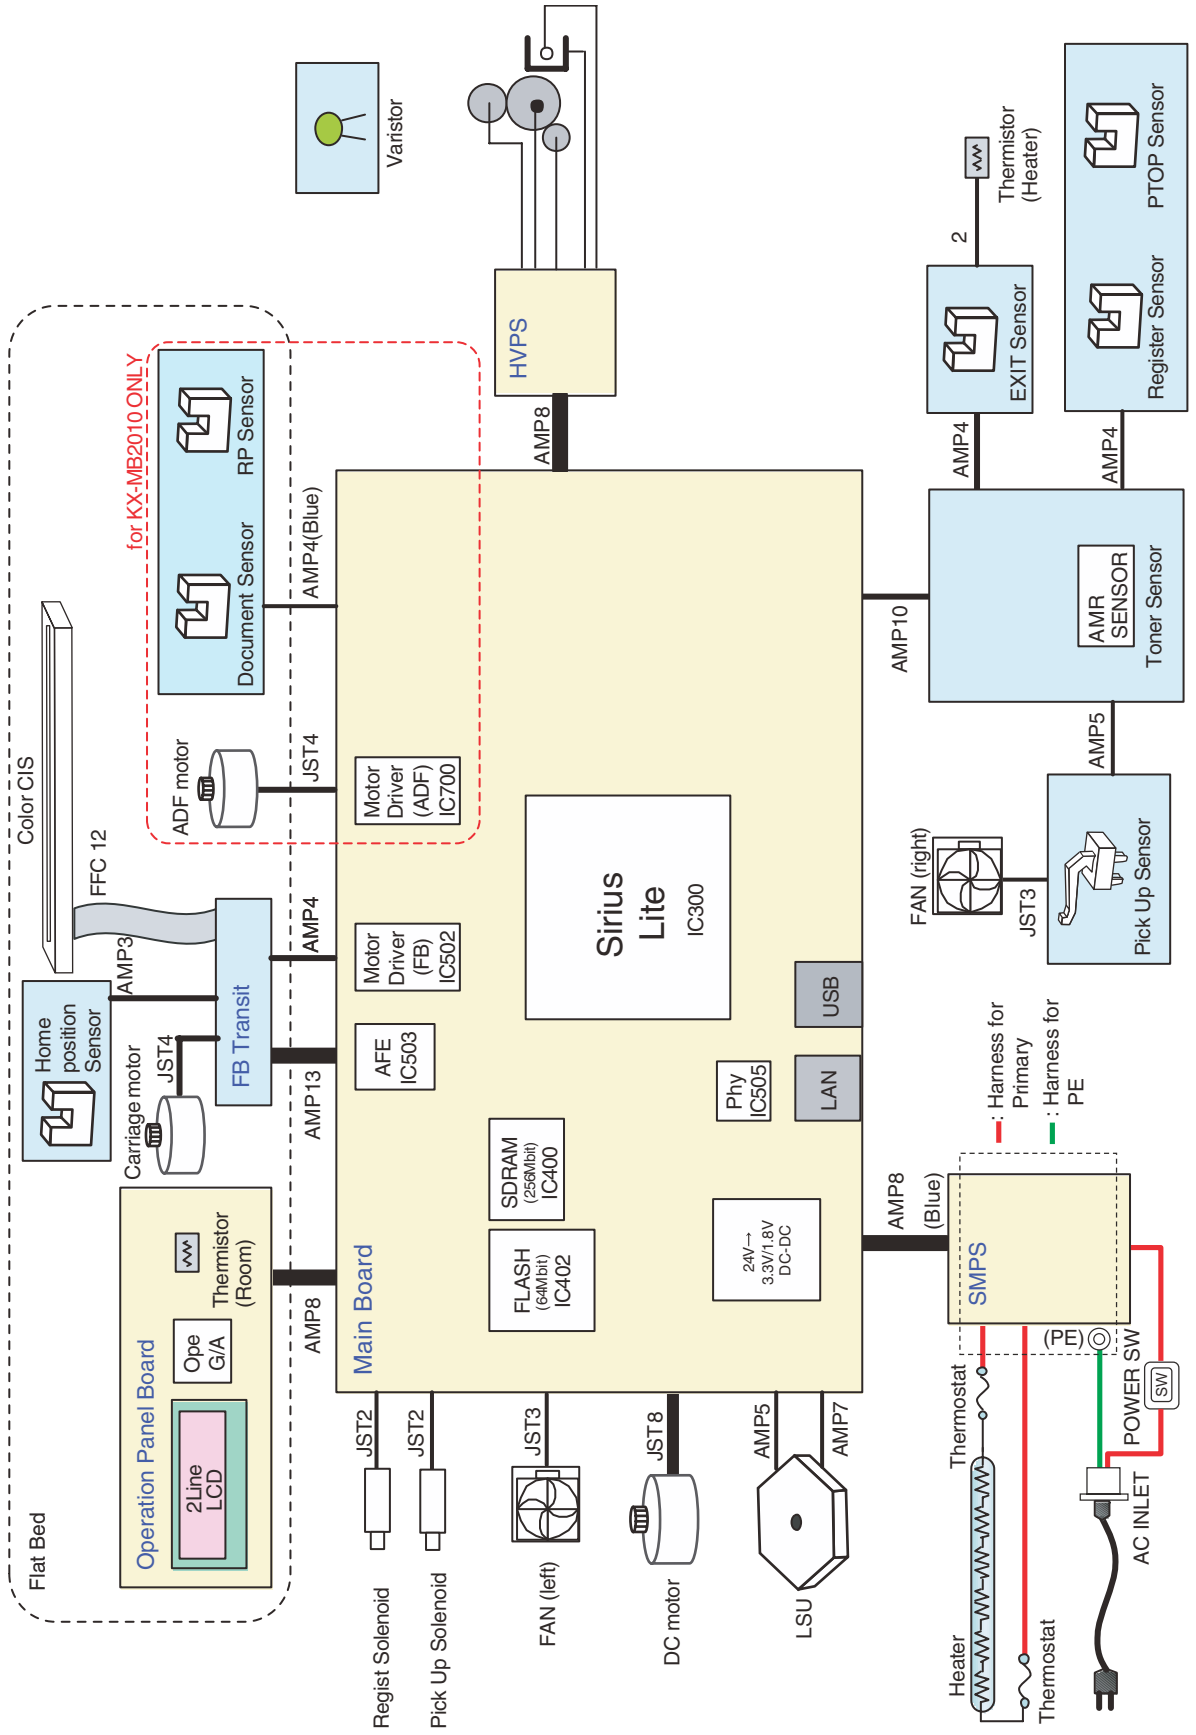 Flat Bed
Operation Panel Board
2Line
LCD
Ope
G/A
Thermistor
(Room)
AMP8
Carriage motor
JST4
Home
position
Sensor
AMP3
FB Transit
AMP13
AMP4
Color CIS
FFC 12
ADF motor
JST4
for KX-MB2010 ONLY
Document Sensor
RP Sensor
AMP4(Blue)
Varistor
Main Board
FLASH
(64Mbit)
IC402
SDRAM
(256Mbit)
IC400
AFE
IC503
Motor
Driver
(FB)
IC502
Motor
Driver
(ADF)
IC700
Sirius
Lite
IC300
24V→
3.3V/1.8V
DC-DC
Phy
IC505
LAN
USB
AMP8
HVPS
Regist Solenoid
JST2
Pick Up Solenoid
JST2
FAN (left)
JST3
DC motor
JST8
LSU
AMP5
AMP7
AMP8
(Blue)
SMPS
(PE)
Heater
Thermostat
Thermostat
AC INLET
POWER SW
SW
: Harness for
Primary
: Harness for
PE
FAN (right)
JST3
Pick Up Sensor
AMP5
AMP10
AMR
SENSOR
Toner Sensor
AMP4
EXIT Sensor
2
Thermistor
(Heater)
AMP4
Register Sensor
PTOP Sensor